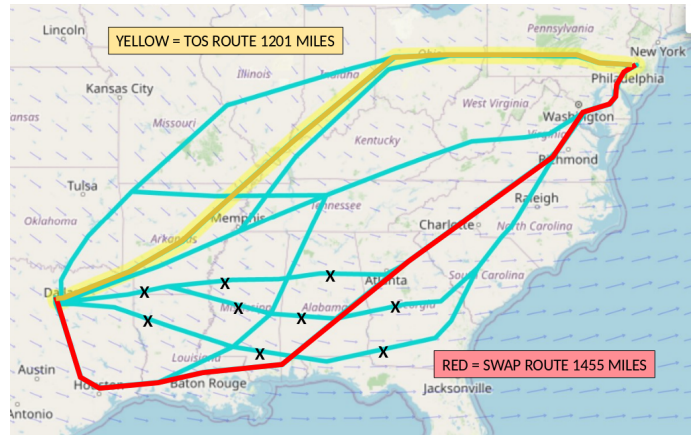 YELLOW = TOS ROUTE 1201 MILES
Lincoln
Pennsylvania
New York
Ohio
Illinois
Indiana
Philadelphia
Kansas City
ansas
Missouri
West Virginia
Washington
Kentucky
Virginia
Richmond
Tulsa
Tennessee
Raleigh
Oklahoma
Memphis
Charlotte
North Carolina
Arkansas
Atlanta
South Carolina
X
X
X
X
Mississippi
X
Alabama
X
Georgia
X
Louisiana
X
X
RED = SWAP ROUTE 1455 MILES
Austin
Houston
Baton Rouge
Jacksonville
Antonio